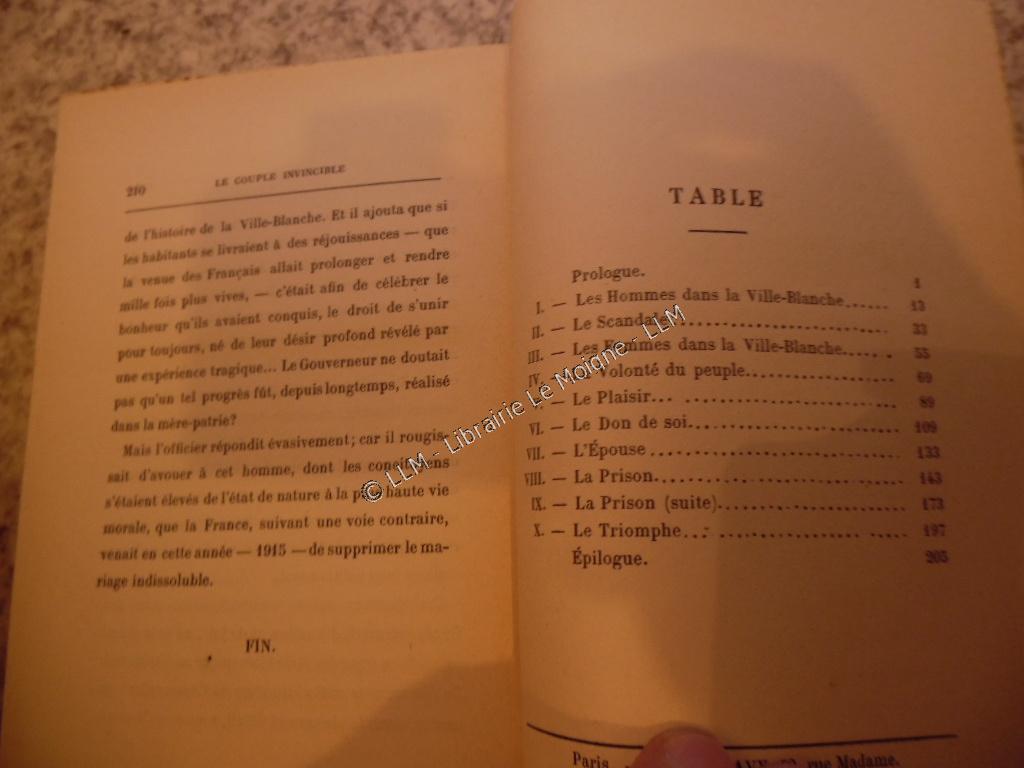 210
LE COUPLE INVINCIBLE
de l'histoire de la Ville-Blanche. Et il ajouta que si
les habitants se livraient à des réjouissances — que
la venue des Français allait prolonger et rendre
mille fois plus vives, — c'était afin de célébrer le
bonheur qu'ils avaient conquis, le droit de s'unir
pour toujours, né de leur désir profond révélé par
une expérience tragique... Le Gouverneur ne doutait
pas qu'un tel progrès fût, depuis longtemps, réalisé
dans la mère-patrie?
Mais l'officier répondit évasivement; car il rougis-
sait d'avouer à cet homme, dont les concitoyens
s'étaient élevés de l'état de nature à la plus haute vie
morale, que la France, suivant une voie contraire,
venait en cette année — 1915 — de supprimer le ma-
riage indissoluble.
FIN.
TABLE
Prologue. 1
I. — Les Hommes dans la Ville-Blanche...... 13
II. — Le Scandale........................ 33
III. — Les Femmes dans la Ville-Blanche...... 55
IV. — La Volonté du peuple.................. 69
V. — Le Plaisir........................... 89
VI. — Le Don de soi........................ 109
VII. — L'Épouse............................ 133
VIII. — La Prison.......................... 143
IX. — La Prison (suite)..................... 173
X. — Le Triomphe.......................... 197
Épilogue. 205
Paris. rue Madame.
© LLM - Librairie Le Moigne - LLM